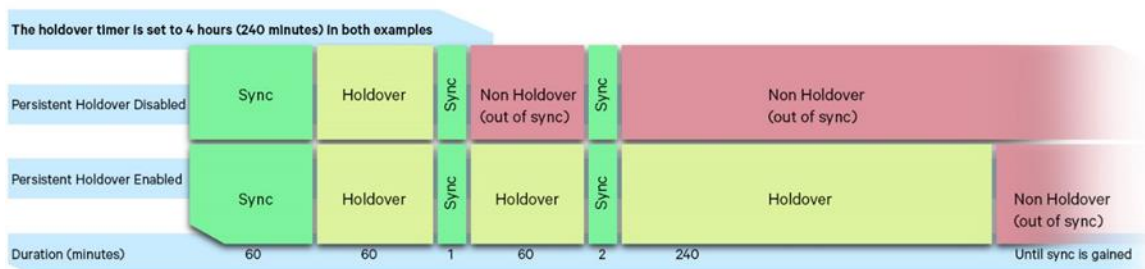 The holdover timer is set to 4 hours (240 minutes) in both examples
Persistent Holdover Disabled
Sync
Holdover
Sync
Non Holdover
(out of sync)
Sync
Non Holdover
(out of sync)
Persistent Holdover Enabled
Sync
Holdover
Sync
Holdover
Sync
Holdover
Non Holdover
(out of sync)
Duration (minutes) 60 60 1 60 2 240 Until sync is gained